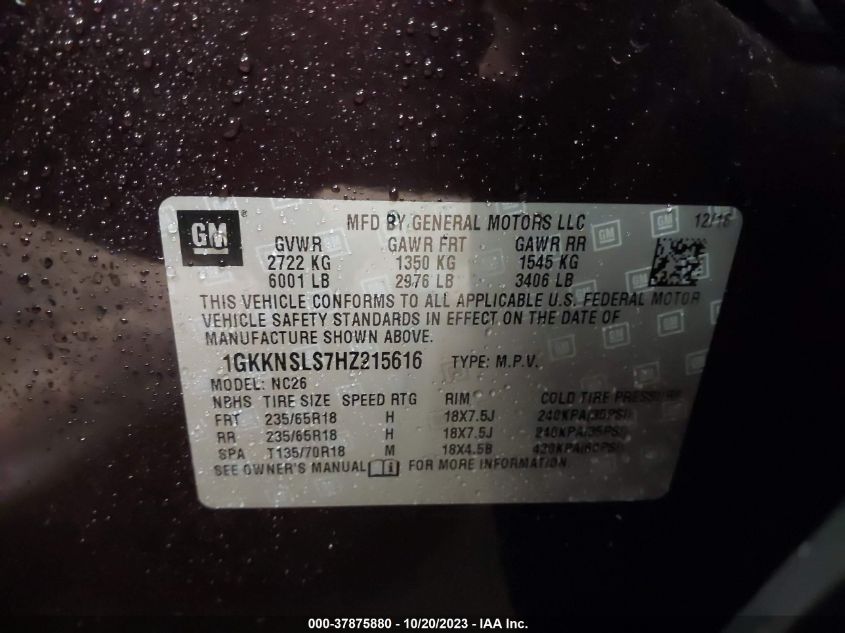 GM
MFD BY GENERAL MOTORS LLC 12/16
GVWR GAWR FRT GAWR RR
2722 KG 1350 KG 1545 KG
6001 LB 2976 LB 3406 LB
THIS VEHICLE CONFORMS TO ALL APPLICABLE U.S. FEDERAL MOTOR
VEHICLE SAFETY STANDARDS IN EFFECT ON THE DATE OF
MANUFACTURE SHOWN ABOVE.
1GKKNSLS7HZ215616 TYPE: M.P.V.
MODEL: NC26
NBHS TIRE SIZE SPEED RTG RIM COLD TIRE PRESSURE
FRT 235/65R18 H 18X7.5J 240KPA(35PSI)
RR 235/65R18 H 18X7.5J 240KPA(35PSI)
SPA T135/70R18 M 18X4.5B 420KPA(60PSI)
SEE OWNER'S MANUAL FOR MORE INFORMATION.
000-37875880 - 10/20/2023 - IAA Inc.